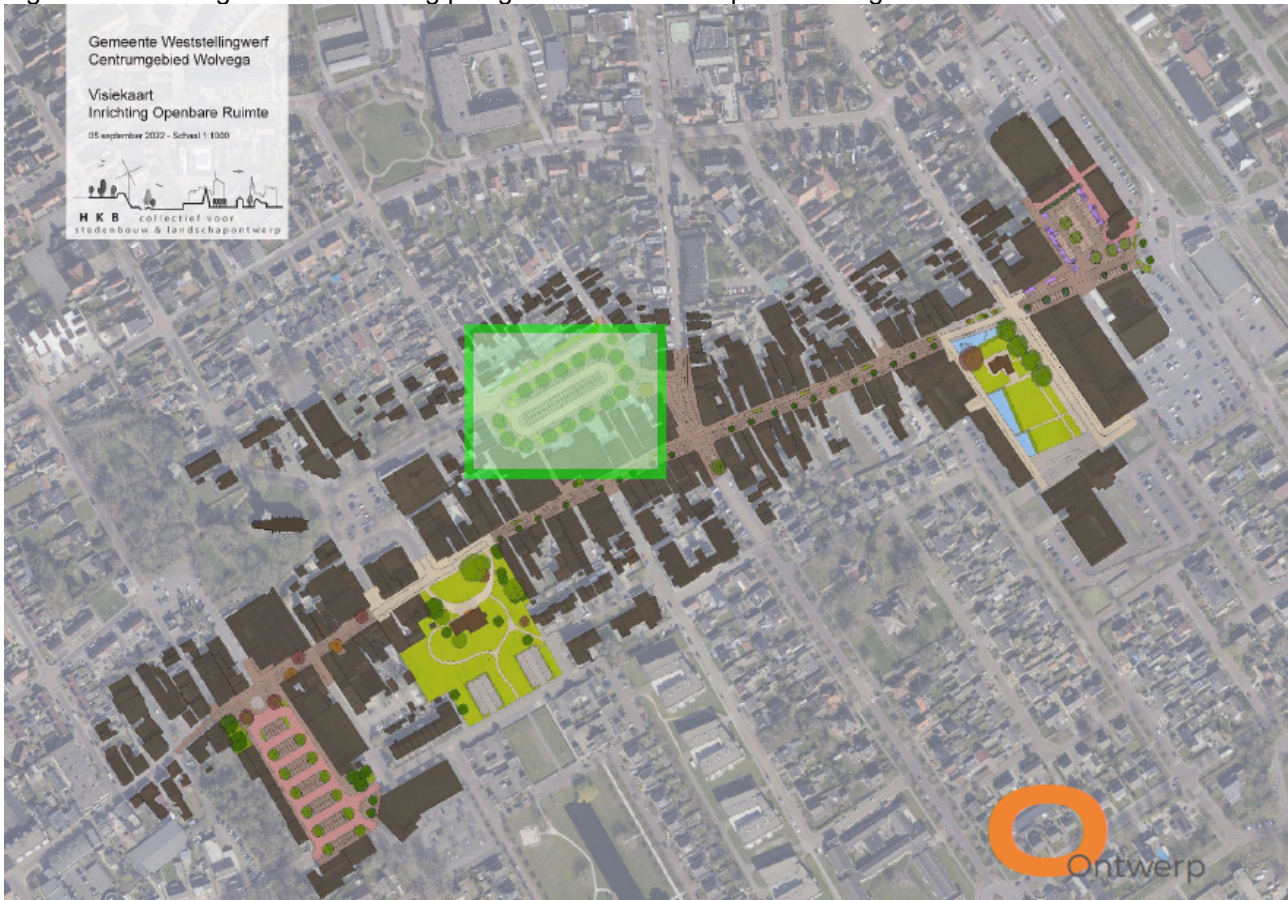 Gemeente Weststellingwerf
Centrumgebied Wolvega
Visiekaart
Inrichting Openbare Ruimte
05 september 2022 - Schaal 1:1000
H K B collectief voor
stedenbouw & landschapontwerp
Ontwerp